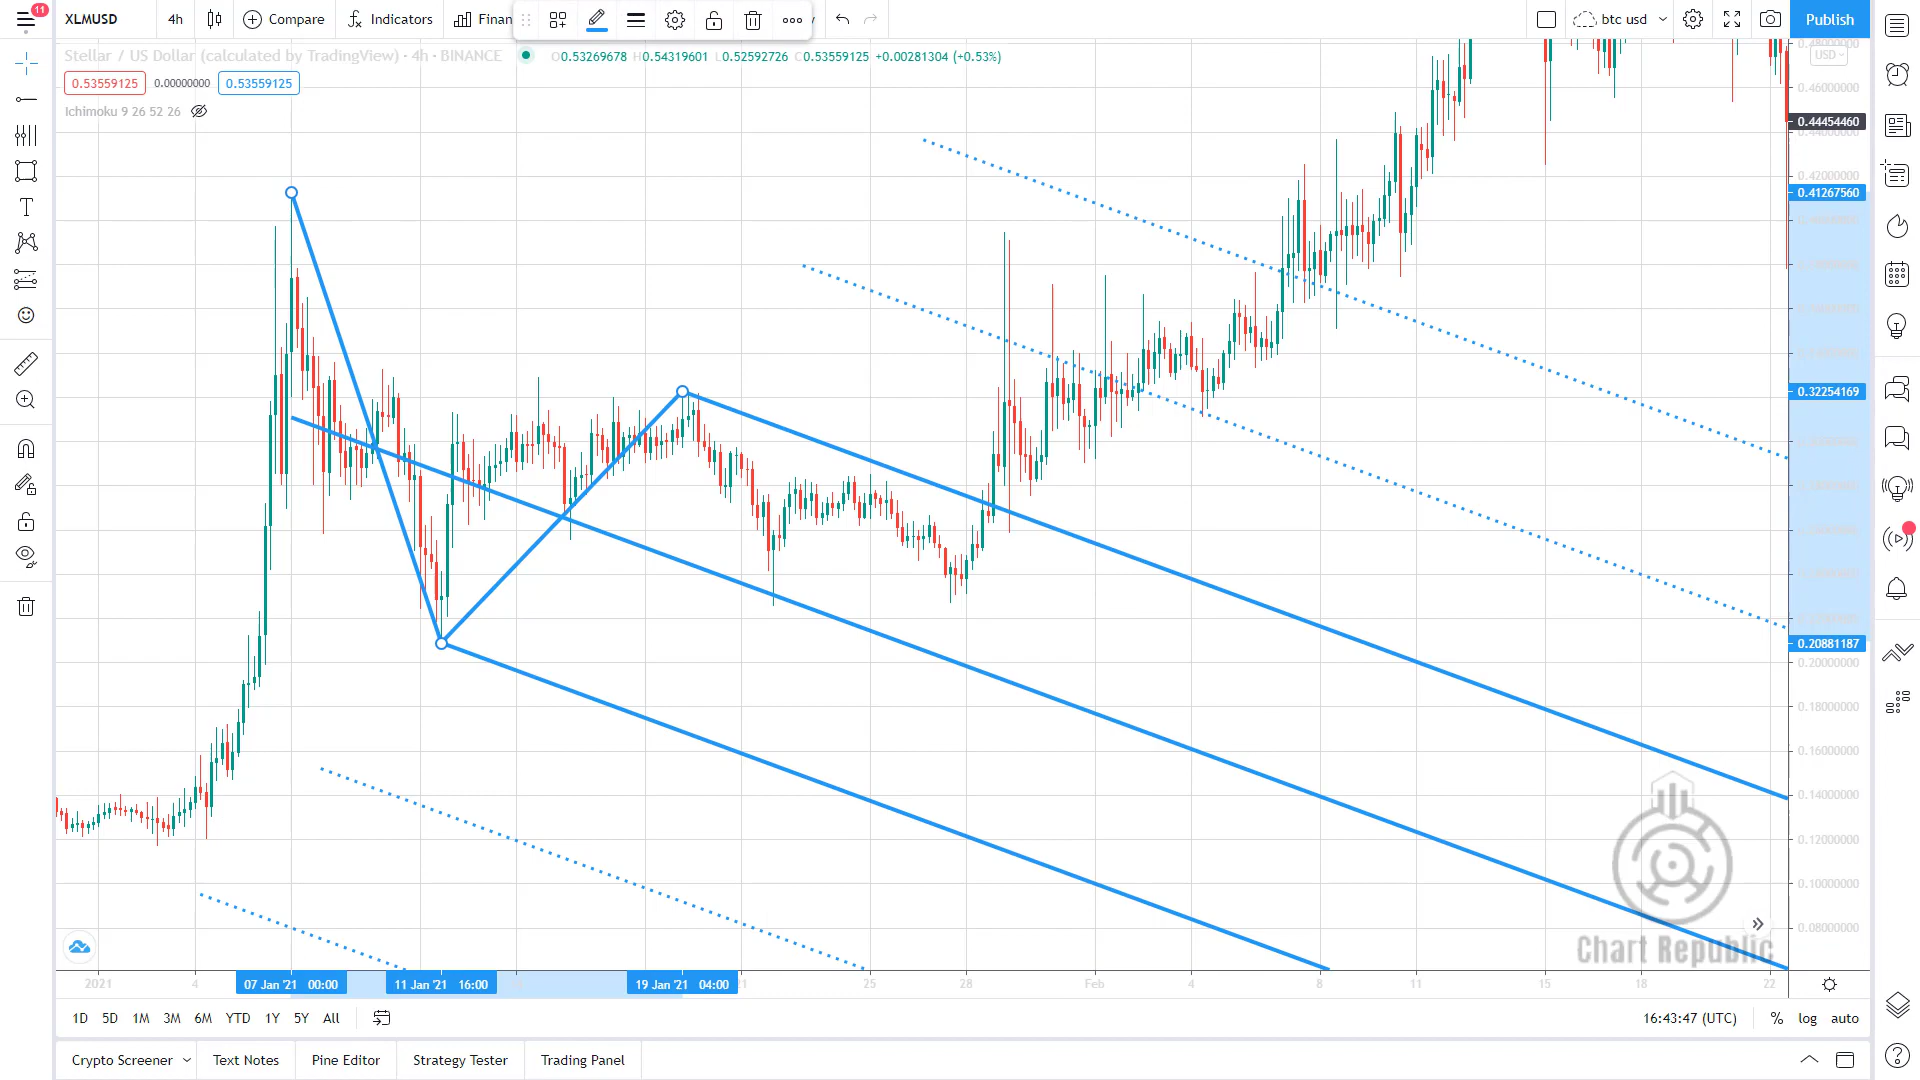 11
XLMUSD
4h
Compare
Indicators
Finan
btc usd
Publish
Stellar / US Dollar (calculated by TradingView) · 4h · BINANCE
O0.53269678 H0.54319601 L0.52592726 C0.53559125 +0.00281304 (+0.53%)
0.53559125 0.00000000 0.53559125
Ichimoku 9 26 52 26
USD
0.46000000
0.44454460
0.44000000
0.42000000
0.41267560
0.32254169
0.20881187
0.20000000
0.18000000
0.16000000
0.14000000
0.12000000
0.10000000
0.08000000
Chart Republic
2021 4 07 Jan '21 00:00 11 Jan '21 16:00 19 Jan '21 04:00 25 28 Feb 4 8 11 15 18 22
1D 5D 1M 3M 6M YTD 1Y 5Y All
16:43:47 (UTC) % log auto
Crypto Screener Text Notes Pine Editor Strategy Tester Trading Panel